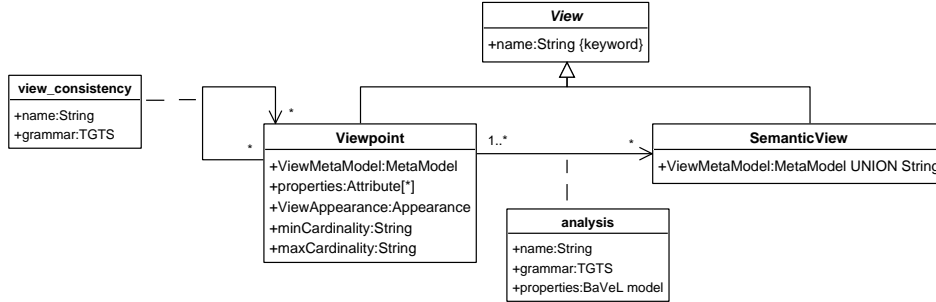 View
+name:String {keyword}
view_consistency
+name:String
+grammar:TGTS
*
*
Viewpoint
+ViewMetaModel:MetaModel
+properties:Attribute[*]
+ViewAppearance:Appearance
+minCardinality:String
+maxCardinality:String
1..*
*
SemanticView
+ViewMetaModel:MetaModel UNION String
analysis
+name:String
+grammar:TGTS
+properties:BaVeL model